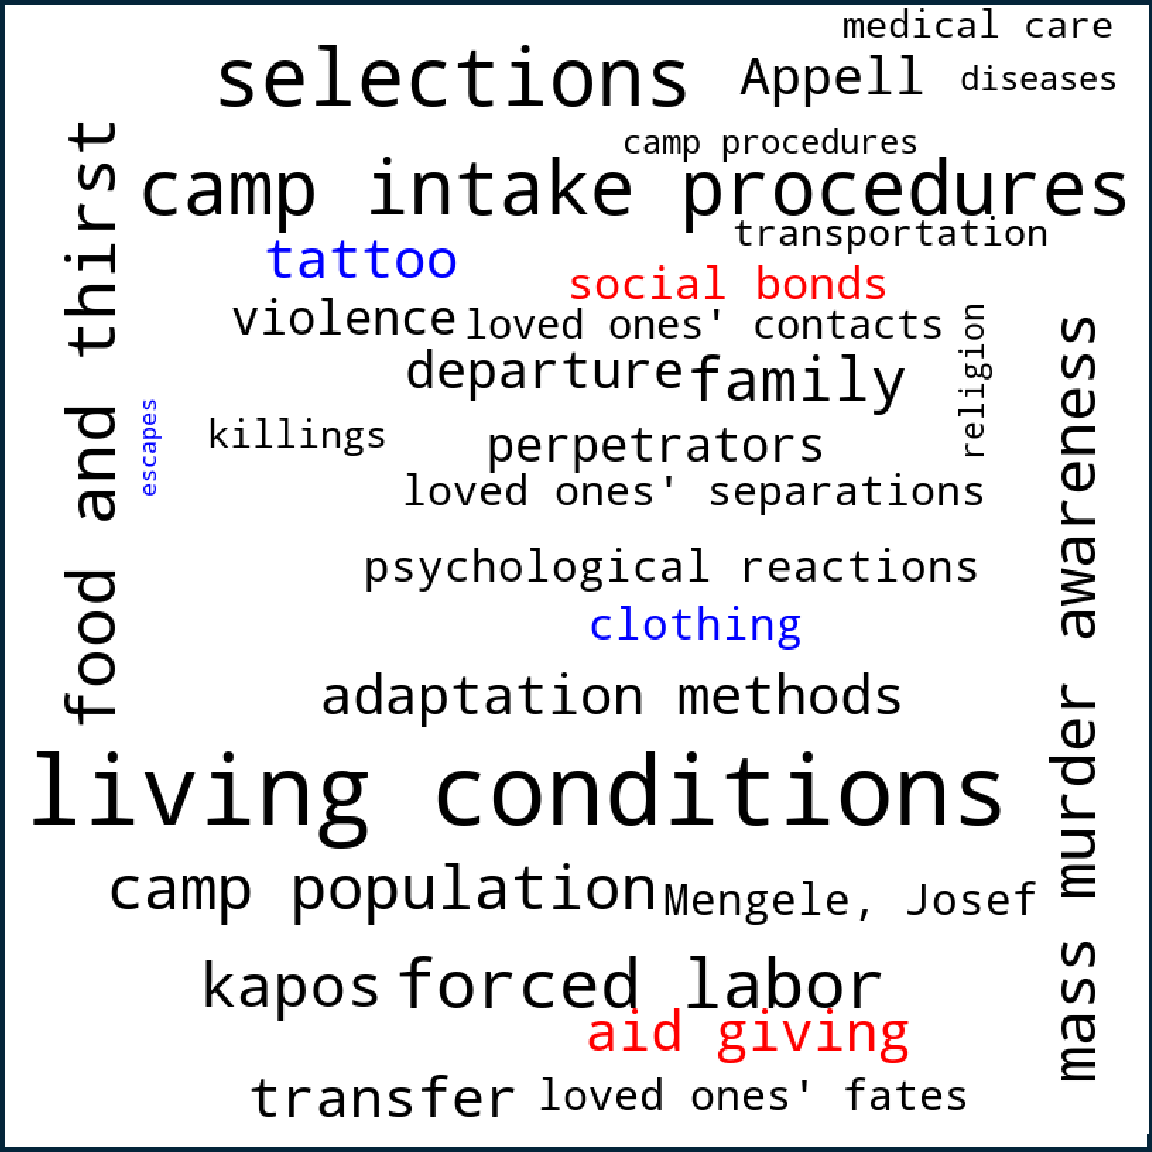 medical care
selections
Appell
diseases
camp procedures
camp intake procedures
food and thirst
transportation
tattoo
social bonds
violence
loved ones' contacts
religion
departure
family
mass murder awareness
escapes
killings
perpetrators
loved ones' separations
psychological reactions
clothing
adaptation methods
living conditions
camp population
Mengele, Josef
kapos
forced labor
aid giving
transfer
loved ones' fates